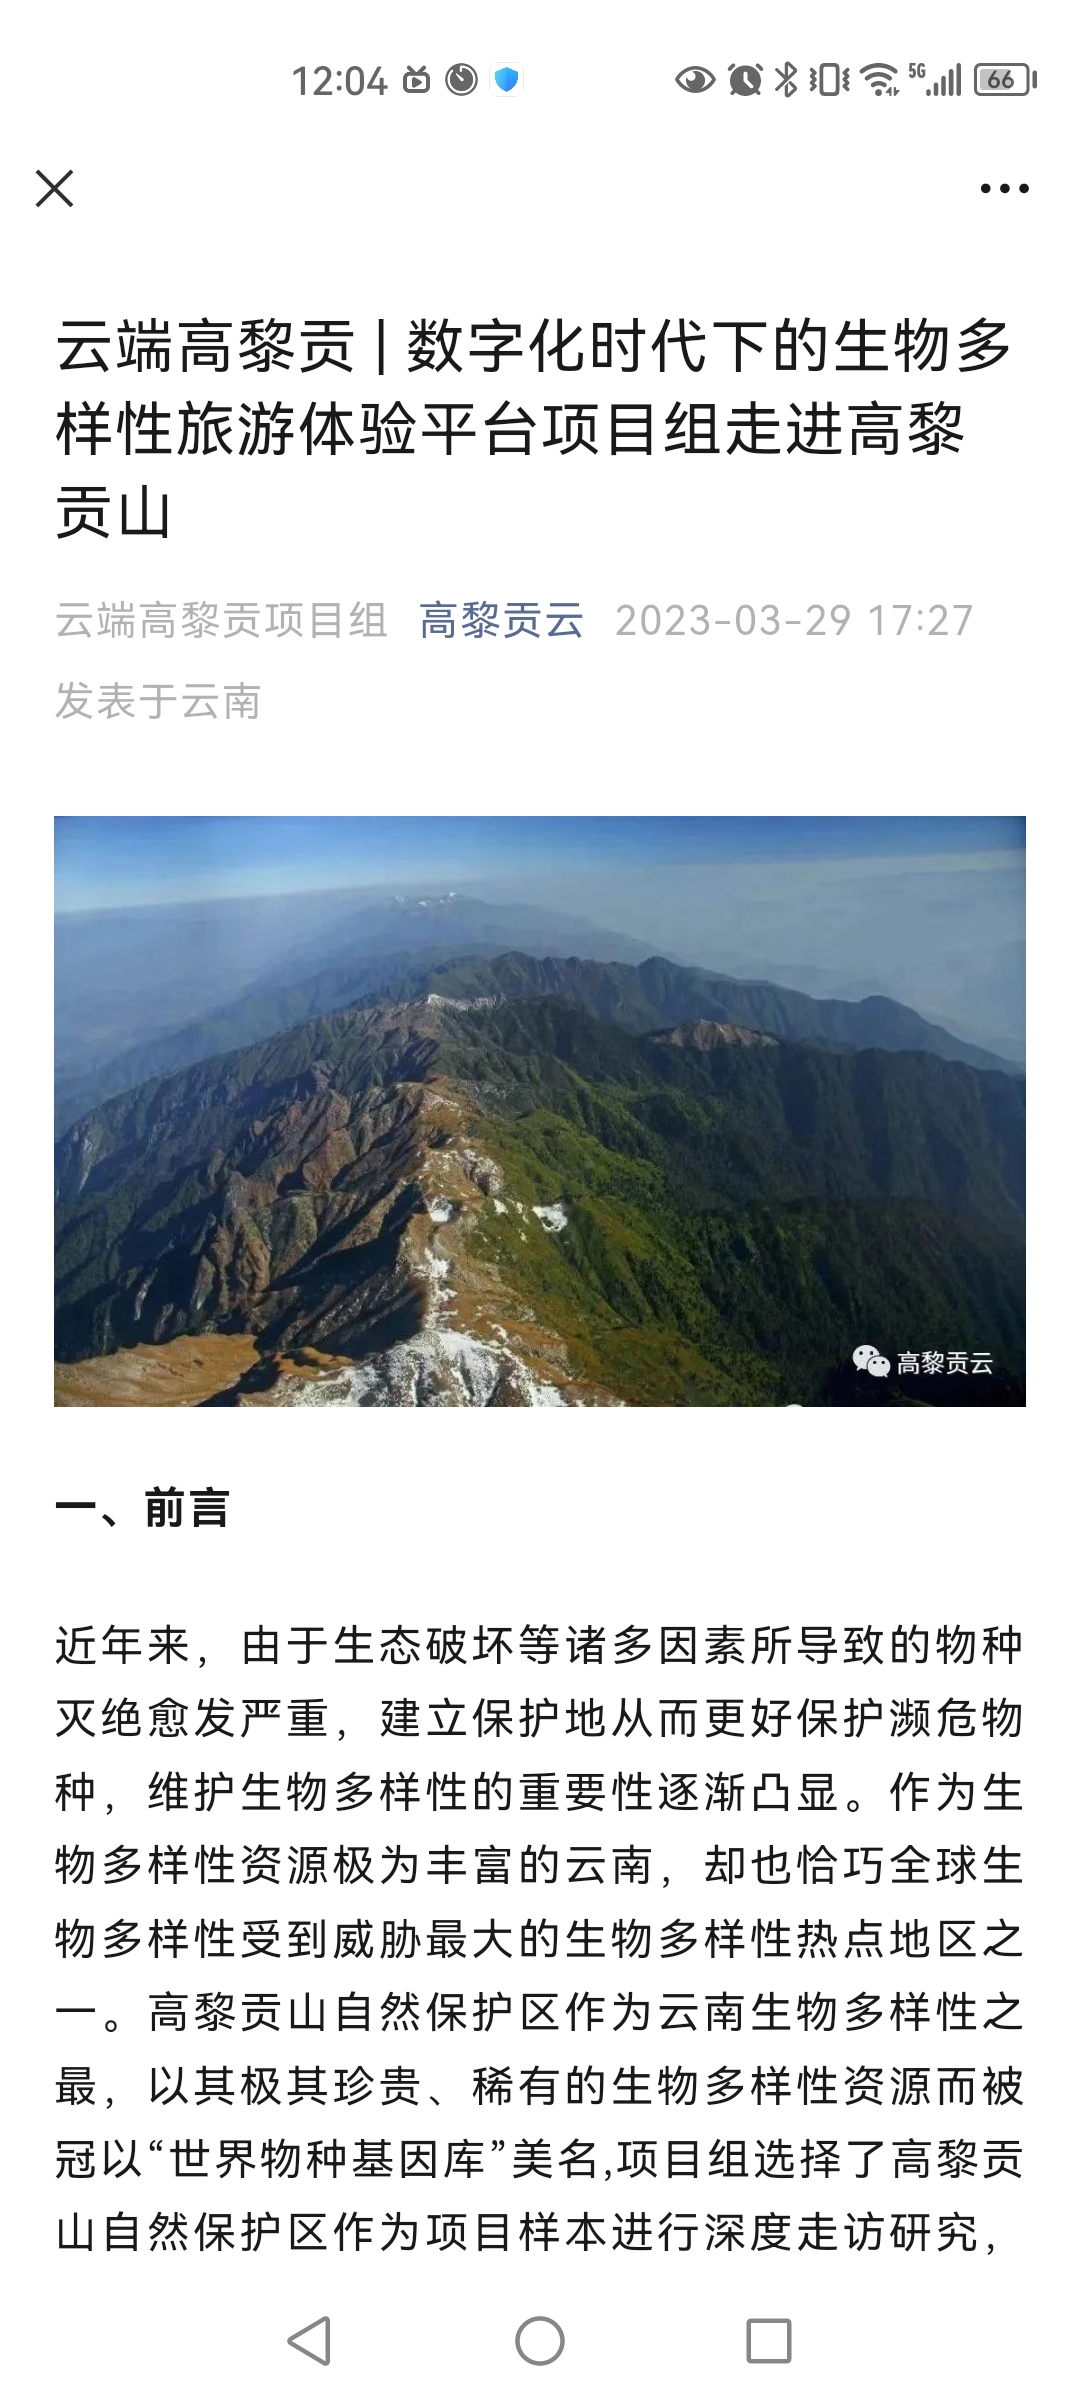 12:04
5G
66
云端高黎贡 | 数字化时代下的生物多
样性旅游体验平台项目组走进高黎
贡山
云端高黎贡项目组 高黎贡云 2023-03-29 17:27
发表于云南
高黎贡云
一、前言
近年来，由于生态破坏等诸多因素所导致的物种
灭绝愈发严重，建立保护地从而更好保护濒危物
种，维护生物多样性的重要性逐渐凸显。作为生
物多样性资源极为丰富的云南，却也恰巧全球生
物多样性受到威胁最大的生物多样性热点地区之
一。高黎贡山自然保护区作为云南生物多样性之
最，以其极其珍贵、稀有的生物多样性资源而被
冠以“世界物种基因库”美名,项目组选择了高黎贡
山自然保护区作为项目样本进行深度走访研究，